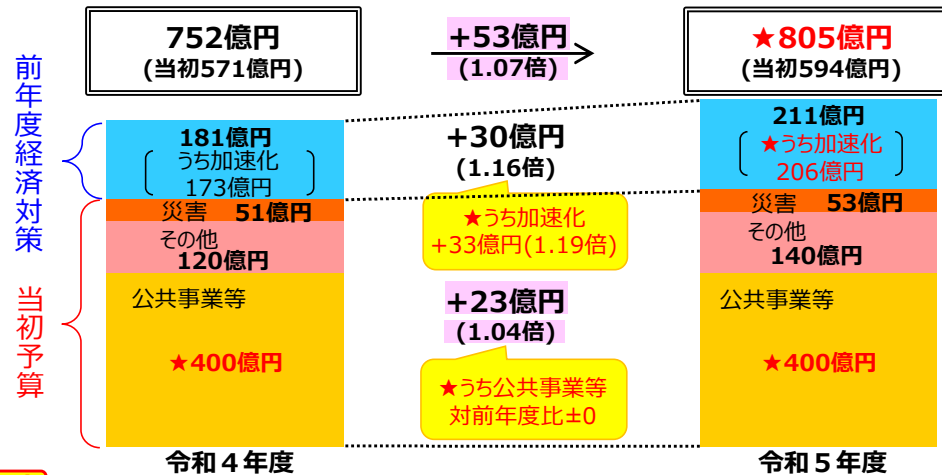 752億円
(当初571億円)
+53億円
(1.07倍)
★805億円
(当初594億円)
前年度経済対策
当初予算
181億円
うち加速化
173億円
災害 51億円
その他
120億円
公共事業等
★400億円
令和４年度
+30億円
(1.16倍)
★うち加速化
+33億円(1.19倍)
+23億円
(1.04倍)
★うち公共事業等
対前年度比±0
211億円
★うち加速化
206億円
災害 53億円
その他
140億円
公共事業等
★400億円
令和５年度